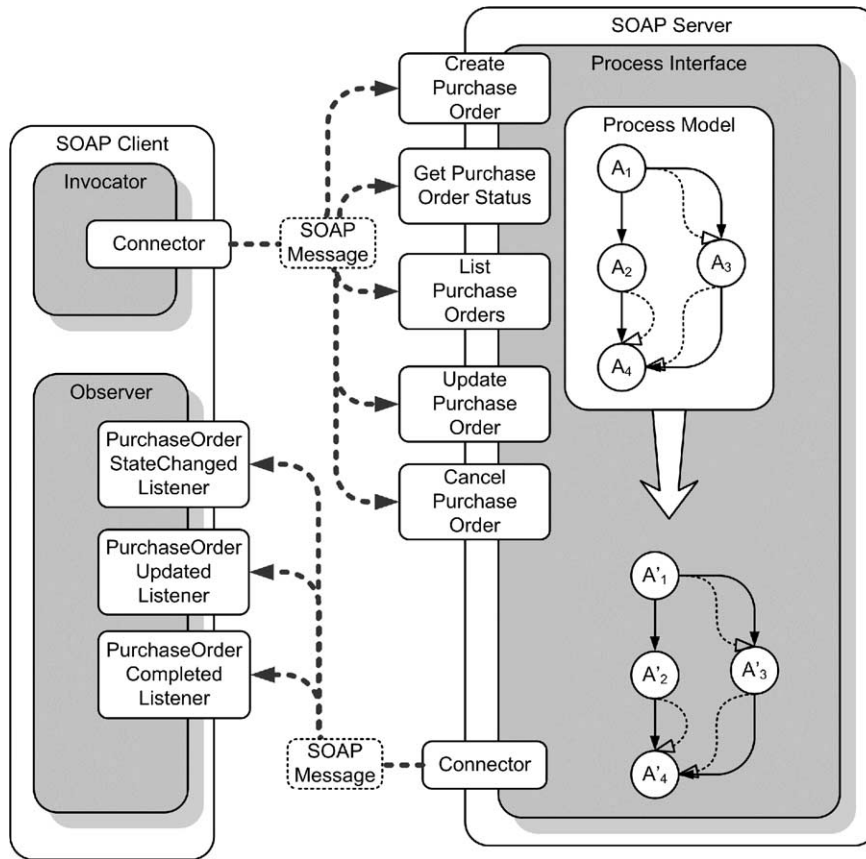 SOAP Server
Process Interface
Create
Purchase
Order
Get Purchase
Order Status
List
Purchase
Orders
Update
Purchase
Order
Cancel
Purchase
Order
Process Model
A₁
A₂
A₃
A₄
A'₁
A'₂
A'₃
A'₄
SOAP Client
Invocator
Connector
SOAP
Message
Observer
PurchaseOrder
StateChanged
Listener
PurchaseOrder
Updated
Listener
PurchaseOrder
Completed
Listener
SOAP
Message
Connector